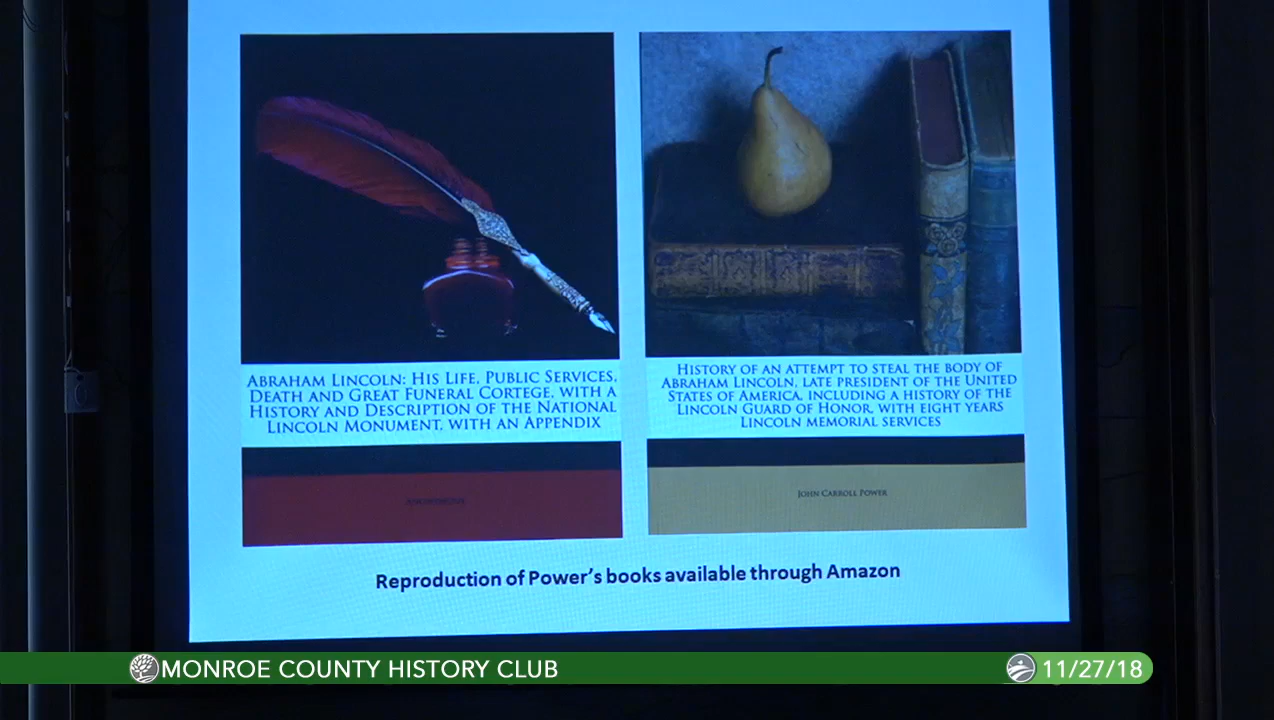 ABRAHAM LINCOLN: HIS LIFE, PUBLIC SERVICES,
DEATH AND GREAT FUNERAL CORTEGE, WITH A
HISTORY AND DESCRIPTION OF THE NATIONAL
LINCOLN MONUMENT, WITH AN APPENDIX
HISTORY OF AN ATTEMPT TO STEAL THE BODY OF
ABRAHAM LINCOLN, LATE PRESIDENT OF THE UNITED
STATES OF AMERICA, INCLUDING A HISTORY OF THE
LINCOLN GUARD OF HONOR, WITH EIGHT YEARS
LINCOLN MEMORIAL SERVICES
JOHN CARROLL POWER
Reproduction of Power's books available through Amazon
MONROE COUNTY HISTORY CLUB
11/27/18